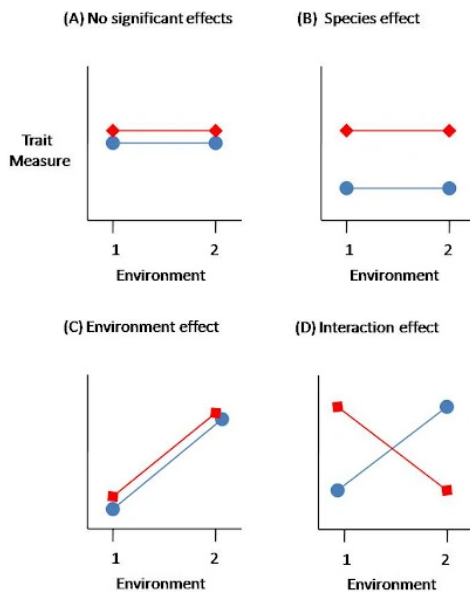 (A) No significant effects
(B) Species effect
Trait
Measure
1 2
Environment
1 2
Environment
(C) Environment effect
(D) Interaction effect
1 2
Environment
1 2
Environment